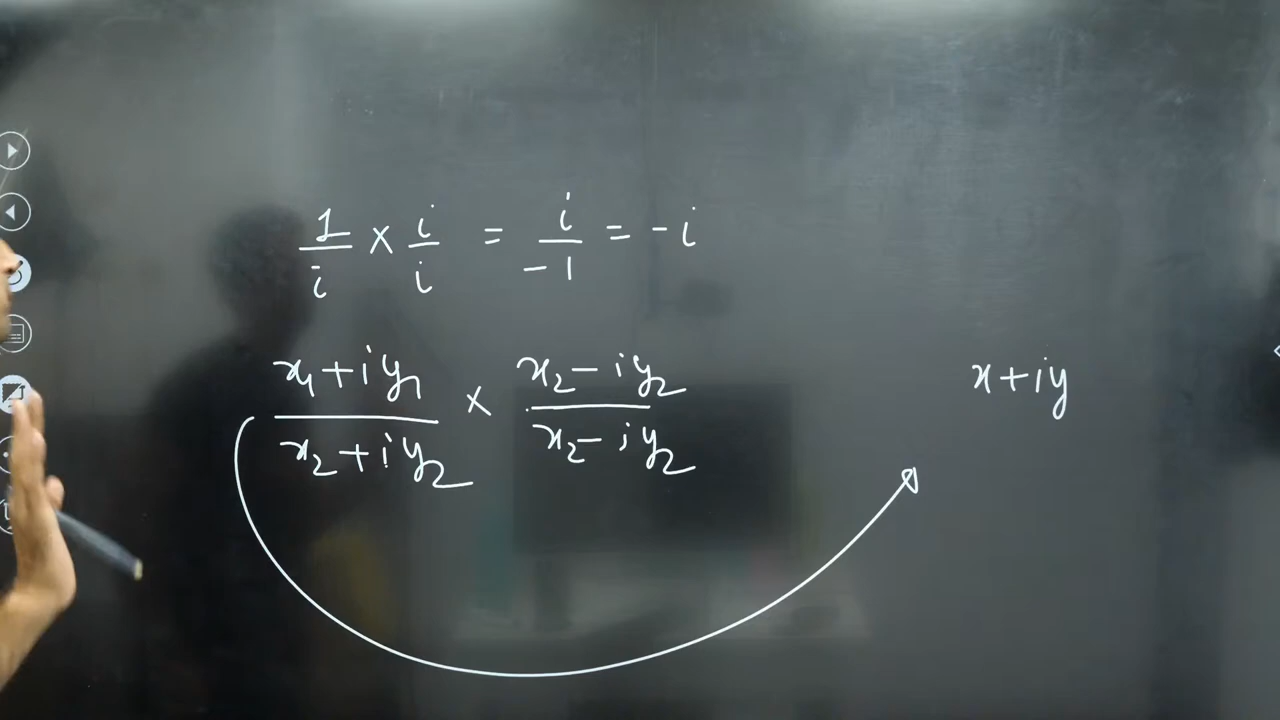 1/i × i/i = i/-1 = -i
x₁+iy₁/x₂+iy₂ × x₂-iy₂/x₂-iy₂
x+iy